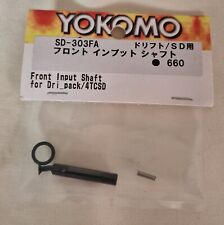 YOKOMO
SD-303FA ドリフト/SD用
フロント インプット シャフト
● 660
Front Input Shaft
for Dri_pack/4TCSD